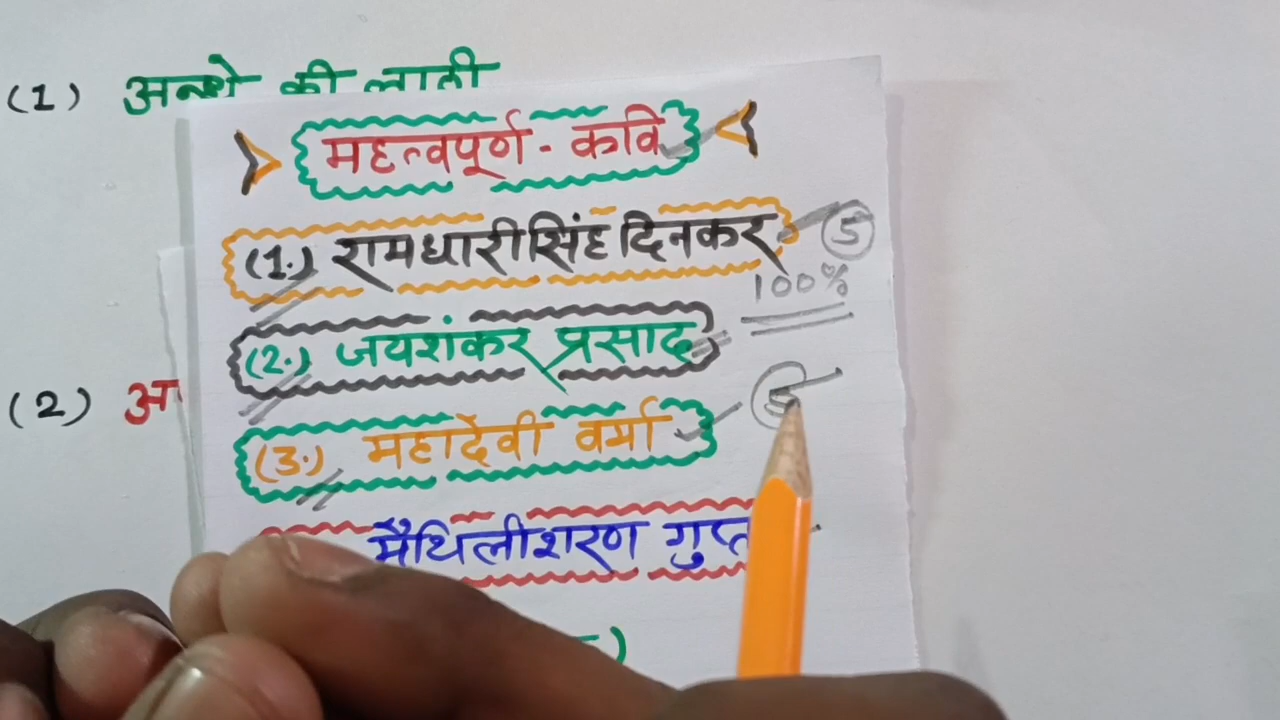 (1) अन्धे की लाठी
महत्वपूर्ण - कवि
(1.) रामधारीसिंह दिनकर 5
100%
(2.) जयशंकर प्रसाद
5
(2) अ
(3.) महादेवी वर्मा
मैथिलीशरण गुप्त
)